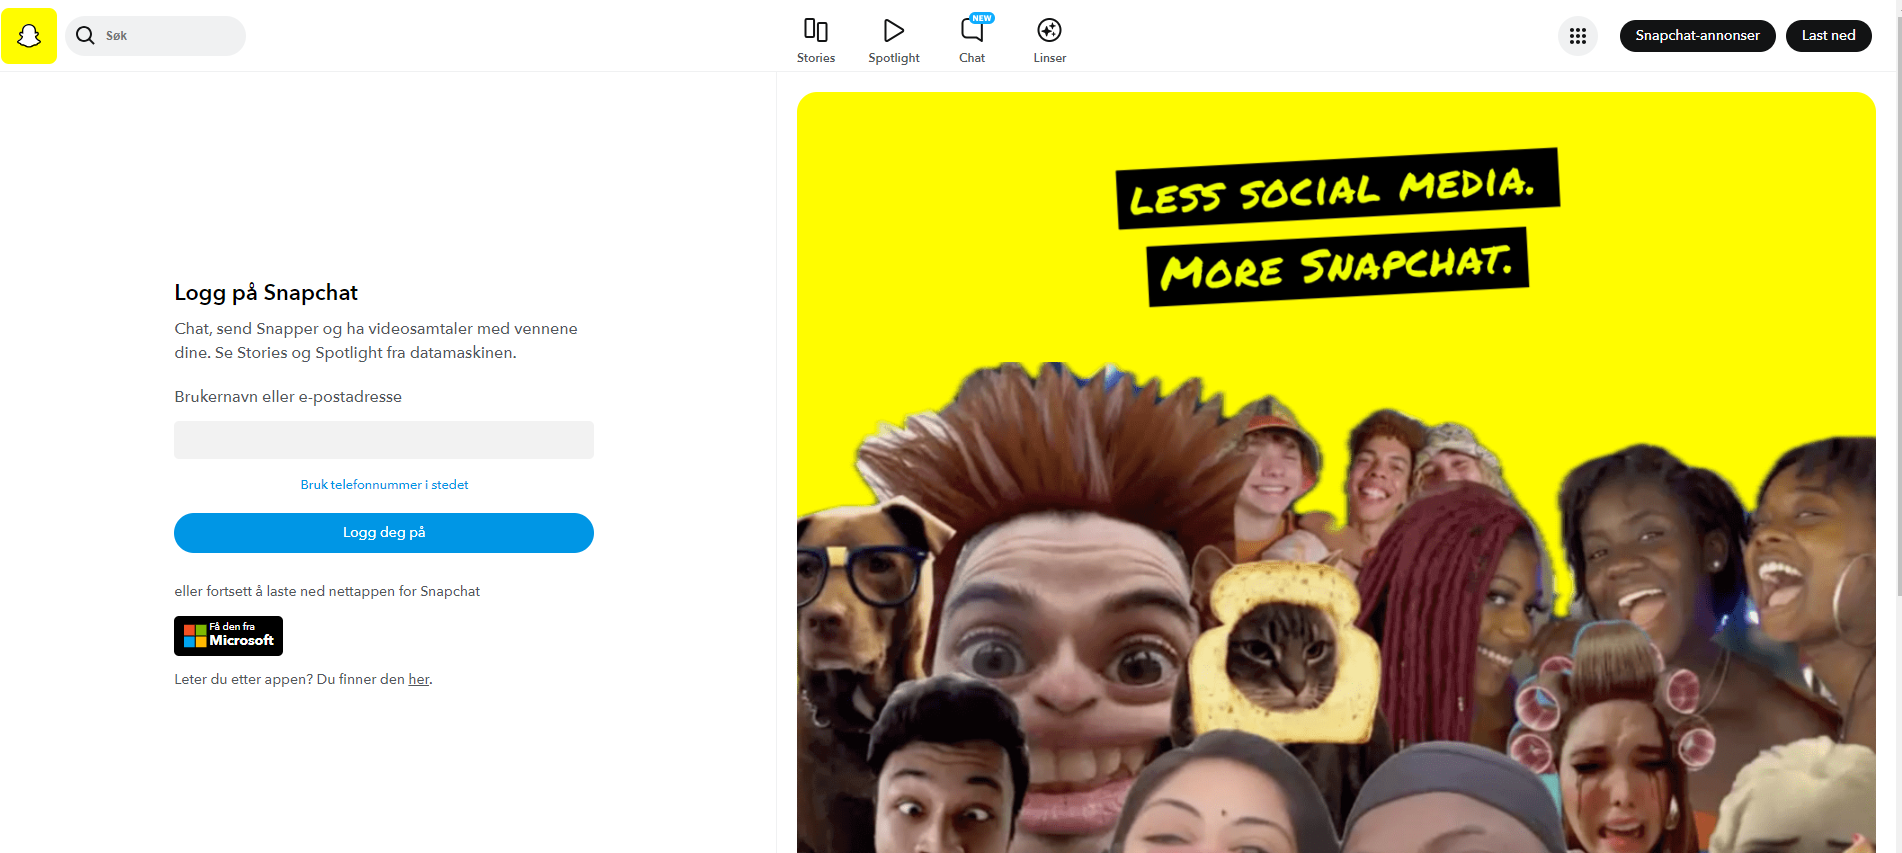 Søk
NEW
Stories
Spotlight
Chat
Linser
Snapchat-annonser
Last ned
Logg på Snapchat
Chat, send Snapper og ha videosamtaler med vennene
dine. Se Stories og Spotlight fra datamaskinen.
Brukernavn eller e-postadresse
Bruk telefonnummer i stedet
Logg deg på
eller fortsett å laste ned nettappen for Snapchat
Få den fra
Microsoft
Leter du etter appen? Du finner den her.
LESS SOCIAL MEDIA.
MORE SNAPCHAT.